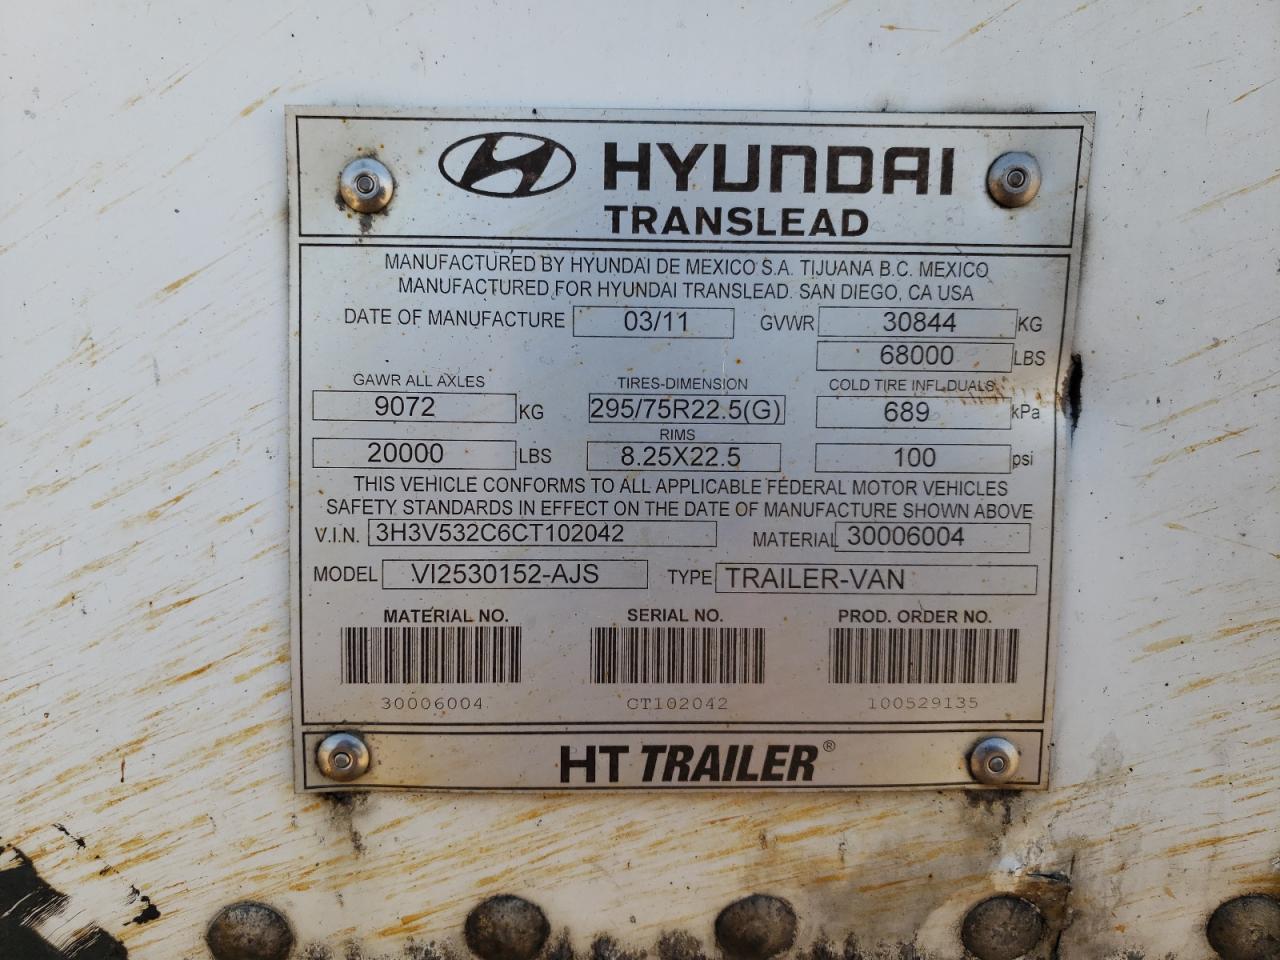 HYUNDAI
TRANSLEAD
MANUFACTURED BY HYUNDAI DE MEXICO S.A. TIJUANA B.C. MEXICO
MANUFACTURED FOR HYUNDAI TRANSLEAD. SAN DIEGO, CA USA
DATE OF MANUFACTURE 03/11 GVWR 30844 KG
68000 LBS
GAWR ALL AXLES TIRES-DIMENSION COLD TIRE INFL.DUALS
9072 KG 295/75R22.5(G) 689 kPa
RIMS
20000 LBS 8.25X22.5 100 psi
THIS VEHICLE CONFORMS TO ALL APPLICABLE FEDERAL MOTOR VEHICLES
SAFETY STANDARDS IN EFFECT ON THE DATE OF MANUFACTURE SHOWN ABOVE
V.I.N. 3H3V532C6CT102042 MATERIAL 30006004
MODEL VI2530152-AJS TYPE TRAILER-VAN
MATERIAL NO. SERIAL NO. PROD. ORDER NO.
30006004 CT102042 100529135
HT TRAILER®